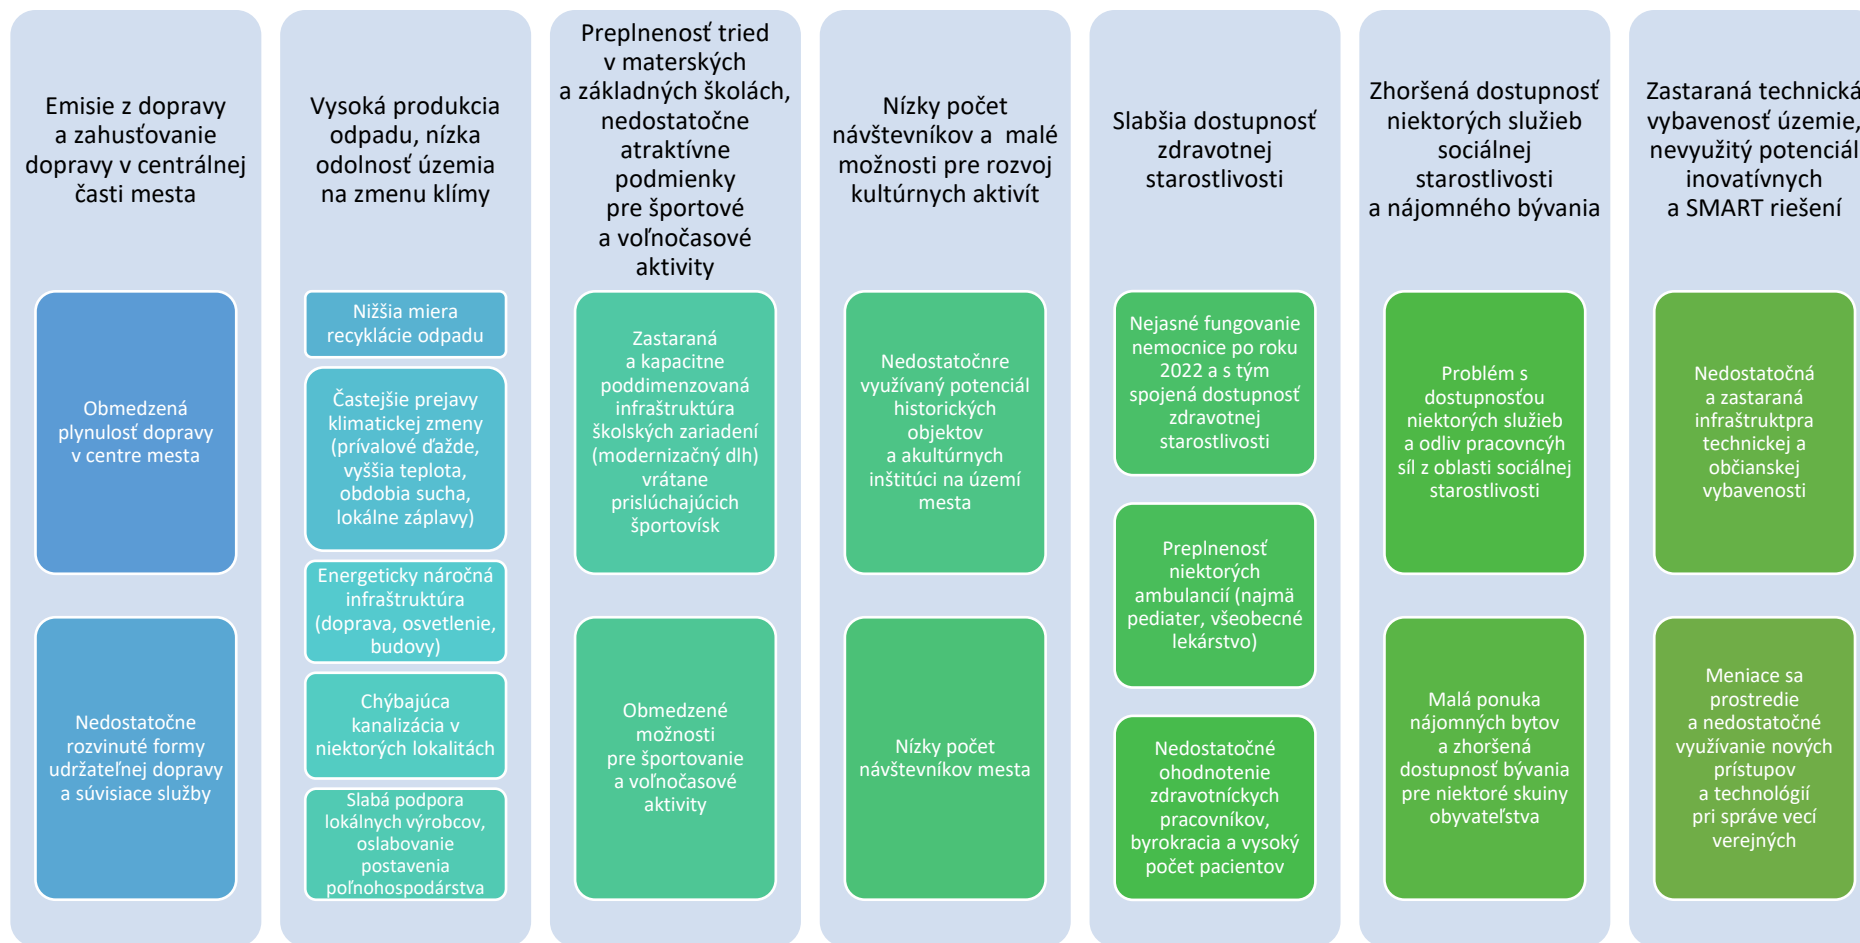 Emisie z dopravy
a zahusťovanie
dopravy v centrálnej
časti mesta
Obmedzená
plynulosť dopravy
v centre mesta
Nedostatočne
rozvinuté formy
udržateľnej dopravy
a súvisiace služby
Vysoká produkcia
odpadu, nízka
odolnosť územia
na zmenu klímy
Nižšia miera
recyklácie odpadu
Častejšie prejavy
klimatickej zmeny
(prívalové ďažde,
vyššia teplota,
obdobia sucha,
lokálne záplavy)
Energeticky náročná
infraštruktúra
(doprava, osvetlenie,
budovy)
Chýbajúca
kanalizácia v
niektorých lokalitách
Slabá podpora
lokálnych výrobcov,
oslabovanie
postavenia
poľnohospodárstva
Preplnenosť tried
v materských
a základných školách,
nedostatočne
atraktívne
podmienky
pre športové
a voľnočasové
aktivity
Zastaraná
a kapacitne
poddimenzovaná
infraštruktúra
školských zariadení
(modernizačný dlh)
vrátane
prislúchajúcich
športovísk
Obmedzené
možnosti
pre športovanie
a voľnočasové
aktivity
Nízky počet
návštevníkov a  malé
možnosti pre rozvoj
kultúrnych aktivít
Nedostatočnre
využívaný potenciál
historických
objektov
a akultúrnych
inštitúci na území
mesta
Nízky počet
návštevníkov mesta
Slabšia dostupnosť
zdravotnej
starostlivosti
Nejasné fungovanie
nemocnice po roku
2022 a s tým
spojená dostupnosť
zdravotnej
starostlivosti
Preplnenosť
niektorých
ambulancií (najmä
pediater, všeobecné
lekárstvo)
Nedostatočné
ohodnotenie
zdravotníckych
pracovníkov,
byrokracia a vysoký
počet pacientov
Zhoršená dostupnosť
niektorých služieb
sociálnej
starostlivosti
a nájomného bývania
Problém s
dostupnosťou
niektorých služieb
a odliv pracovncýh
síl z oblasti sociálnej
starostlivosti
Malá ponuka
nájomných bytov
a zhoršená
dostupnosť bývania
pre niektoré skuiny
obyvateľstva
Zastaraná technická
vybavenosť územie,
nevyužitý potenciál
inovatívnych
a SMART riešení
Nedostatočná
a zastaraná
infraštruktpra
technickej a
občianskej
vybavenosti
Meniace sa
prostredie
a nedostatočné
využívanie nových
prístupov
a technológií
pri správe vecí
verejných